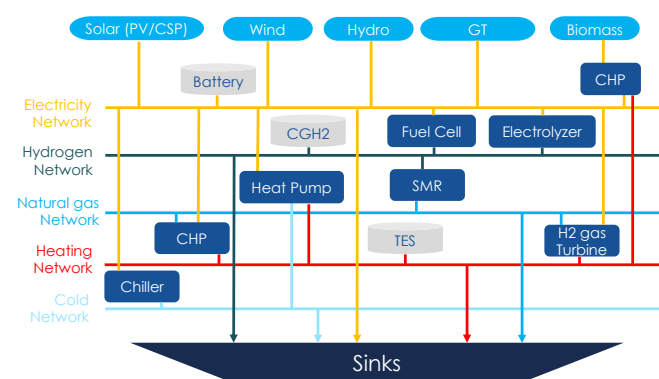 Solar (PV/CSP)
Wind
Hydro
GT
Biomass
Battery
CHP
Electricity
Network
CGH2
Fuel Cell
Electrolyzer
Hydrogen
Network
Heat Pump
SMR
Natural gas
Network
CHP
TES
H2 gas
Turbine
Heating
Network
Chiller
Cold
Network
Sinks